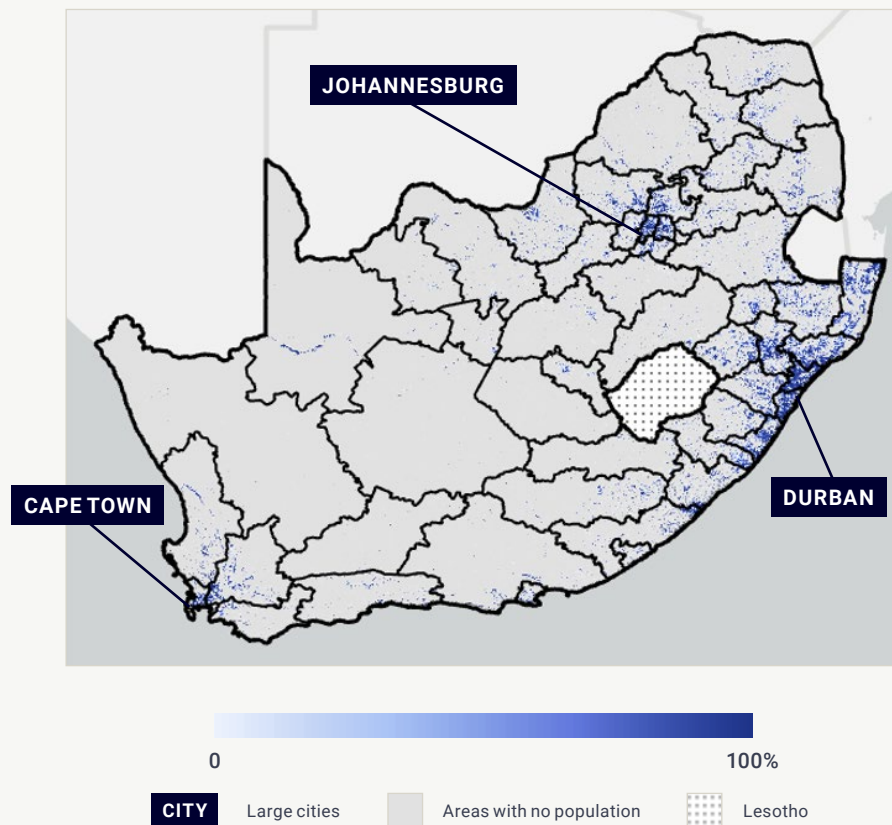 JOHANNESBURG
CAPE TOWN
DURBAN
0 100%
CITY Large cities Areas with no population Lesotho